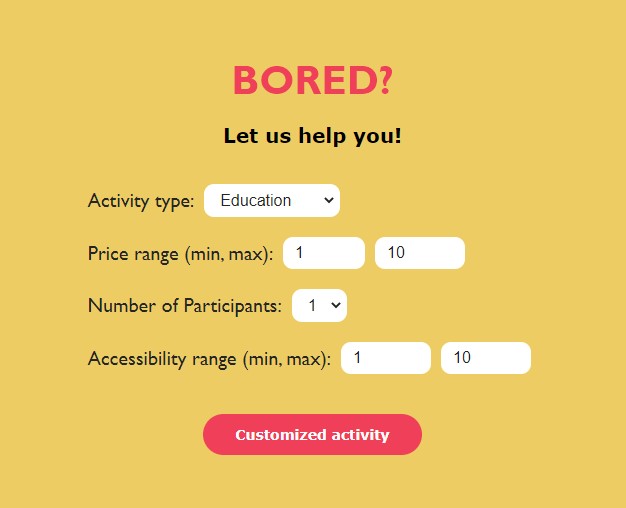 BORED?
Let us help you!
Activity type: Education
Price range (min, max): 1 10
Number of Participants: 1
Accessibility range (min, max): 1 10
Customized activity